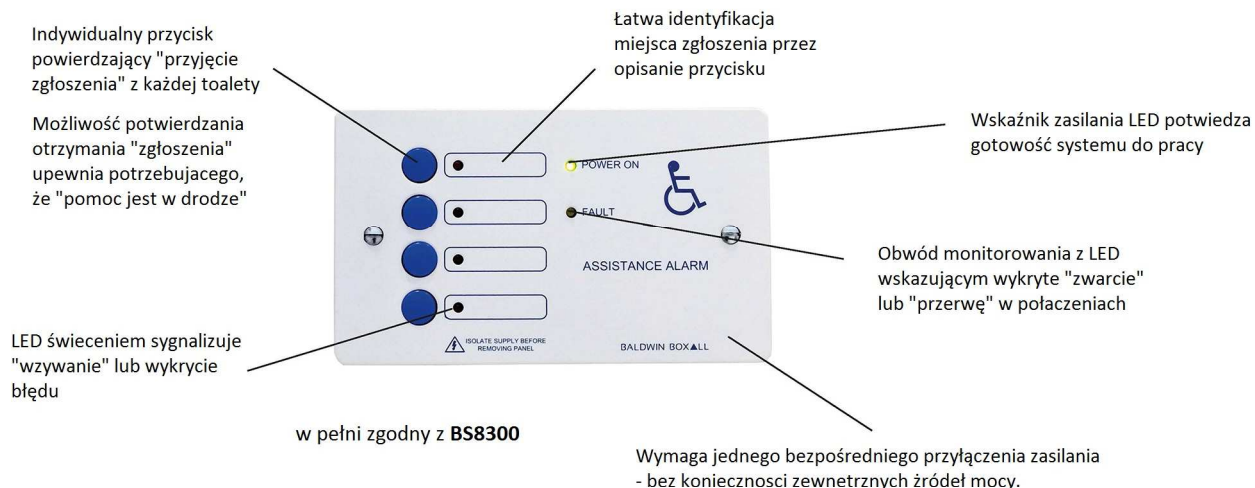 Indywidualny przycisk
powierdzający "przyjęcie
zgłoszenia" z każdej toalety
Możliwość potwierdzania
otrzymania "zgłoszenia"
upewnia potrzebujacego,
że "pomoc jest w drodze"
LED świeceniem sygnalizuje
"wzywanie" lub wykrycie
błędu
Łatwa identyfikacja
miejsca zgłoszenia przez
opisanie przycisku
POWER ON
FAULT
ASSISTANCE ALARM
ISOLATE SUPPLY BEFORE
REMOVING PANEL
BALDWIN BOXALL
Wskaźnik zasilania LED potwiedza
gotowość systemu do pracy
Obwód monitorowania z LED
wskazującym wykryte "zwarcie"
lub "przerwę" w połaczeniach
w pełni zgodny z BS8300
Wymaga jednego bezpośredniego przyłączenia zasilania
- bez koniecznosci zewnetrznych żródeł mocy.